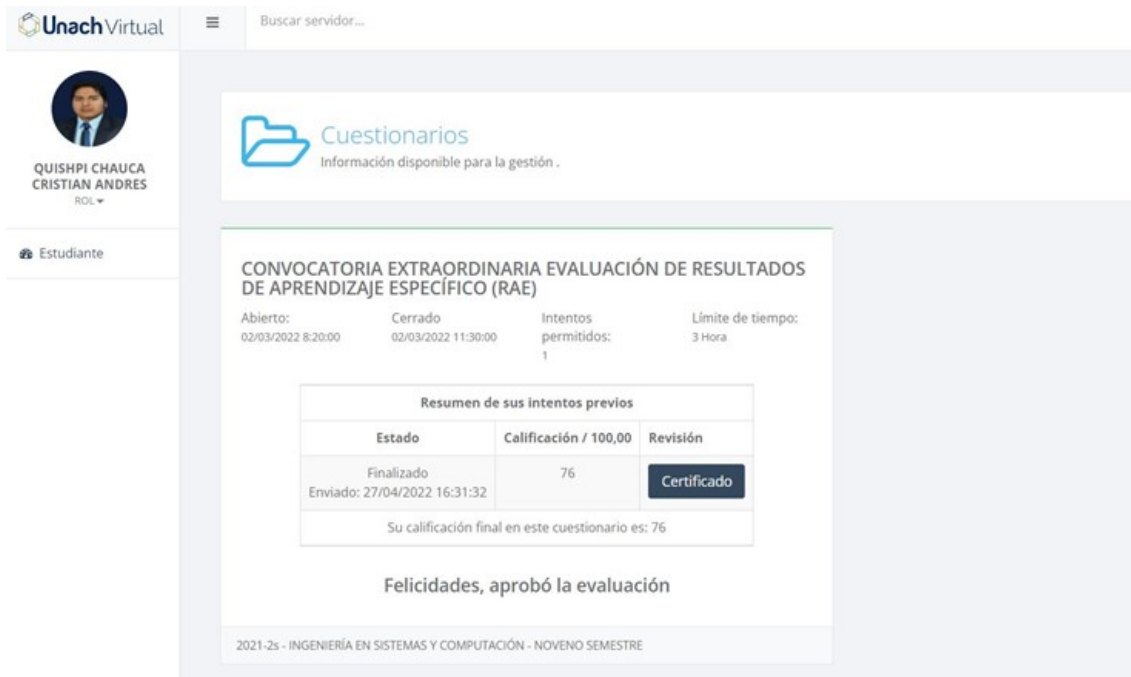 Unach Virtual
Buscar servidor...
QUISHPI CHAUCA
CRISTIAN ANDRES
ROL
Estudiante
Cuestionarios
Información disponible para la gestión .
CONVOCATORIA EXTRAORDINARIA EVALUACIÓN DE RESULTADOS
DE APRENDIZAJE ESPECÍFICO (RAE)
Abierto: Cerrado Intentos Límite de tiempo:
02/03/2022 8:20:00 02/03/2022 11:30:00 permitidos: 3 Hora
1
Resumen de sus intentos previos
Estado Calificación / 100,00 Revisión
Finalizado 76 Certificado
Enviado: 27/04/2022 16:31:32
Su calificación final en este cuestionario es: 76
Felicidades, aprobó la evaluación
2021-2s - INGENIERÍA EN SISTEMAS Y COMPUTACIÓN - NOVENO SEMESTRE